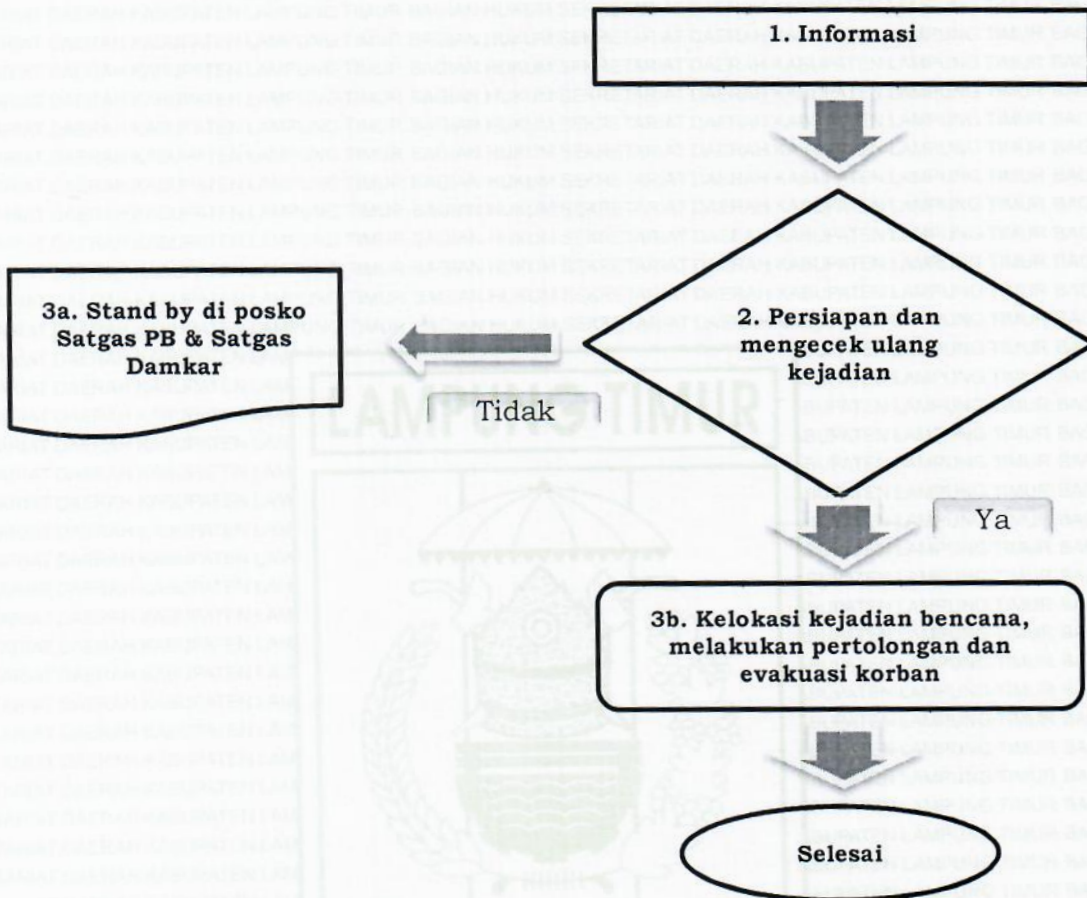 1. Informasi
3a. Stand by di posko
Satgas PB & Satgas
Damkar
2. Persiapan dan
mengecek ulang
kejadian
Tidak
LAMPUNG TIMUR
Ya
3b. Kelokasi kejadian bencana,
melakukan pertolongan dan
evakuasi korban
Selesai